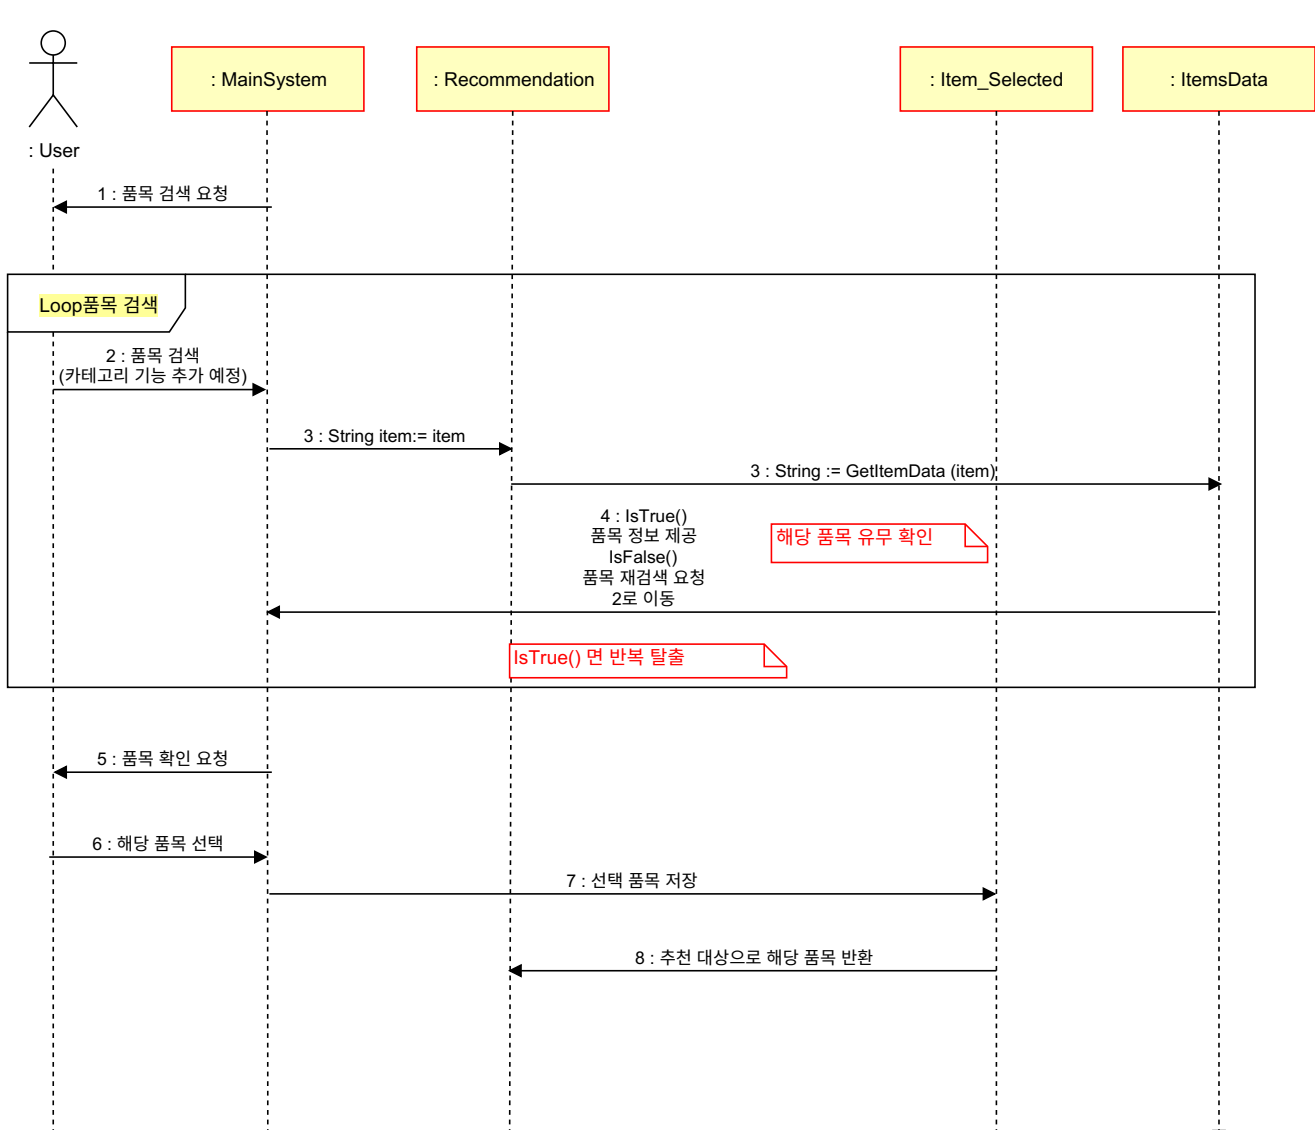 : MainSystem
: Recommendation
: Item_Selected
: ItemsData
: User
1 : 품목 검색 요청
Loop품목 검색
2 : 품목 검색
(카테고리 기능 추가 예정)
3 : String item:= item
3 : String := GetItemData (item)
4 : IsTrue()
품목 정보 제공
IsFalse()
품목 재검색 요청
2로 이동
해당 품목 유무 확인
IsTrue() 면 반복 탈출
5 : 품목 확인 요청
6 : 해당 품목 선택
7 : 선택 품목 저장
8 : 추천 대상으로 해당 품목 반환